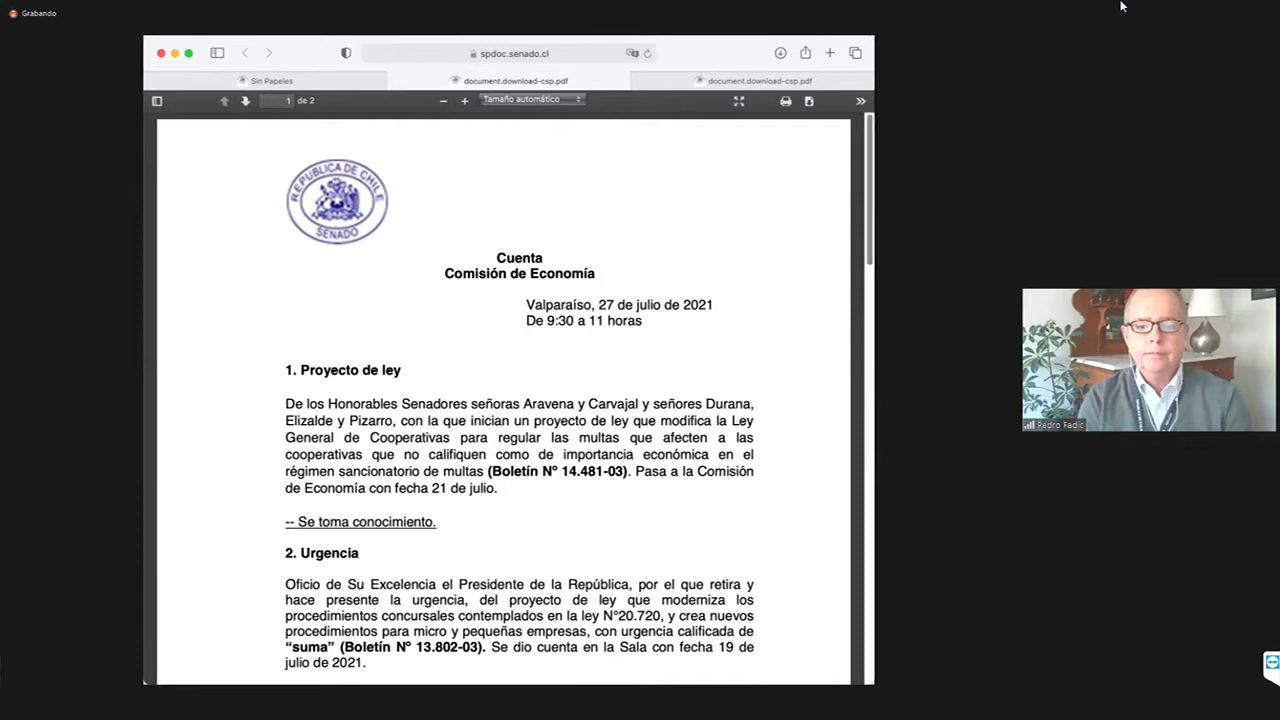 Grabando
spdoc.senado.cl
Sin Papeles
document.download-csp.pdf
document.download-csp.pdf
1 de 2
Tamaño automático
REPUBLICA DE CHILE
SENADO
Cuenta
Comisión de Economía
Valparaíso, 27 de julio de 2021
De 9:30 a 11 horas
1. Proyecto de ley
De los Honorables Senadores señoras Aravena y Carvajal y señores Durana,
Elizalde y Pizarro, con la que inician un proyecto de ley que modifica la Ley
General de Cooperativas para regular las multas que afecten a las
cooperativas que no califiquen como de importancia económica en el
régimen sancionatorio de multas (Boletín Nº 14.481-03). Pasa a la Comisión
de Economía con fecha 21 de julio.
-- Se toma conocimiento.
2. Urgencia
Oficio de Su Excelencia el Presidente de la República, por el que retira y
hace presente la urgencia, del proyecto de ley que moderniza los
procedimientos concursales contemplados en la ley N°20.720, y crea nuevos
procedimientos para micro y pequeñas empresas, con urgencia calificada de
“suma” (Boletín Nº 13.802-03). Se dio cuenta en la Sala con fecha 19 de
julio de 2021.
Pedro Fadic